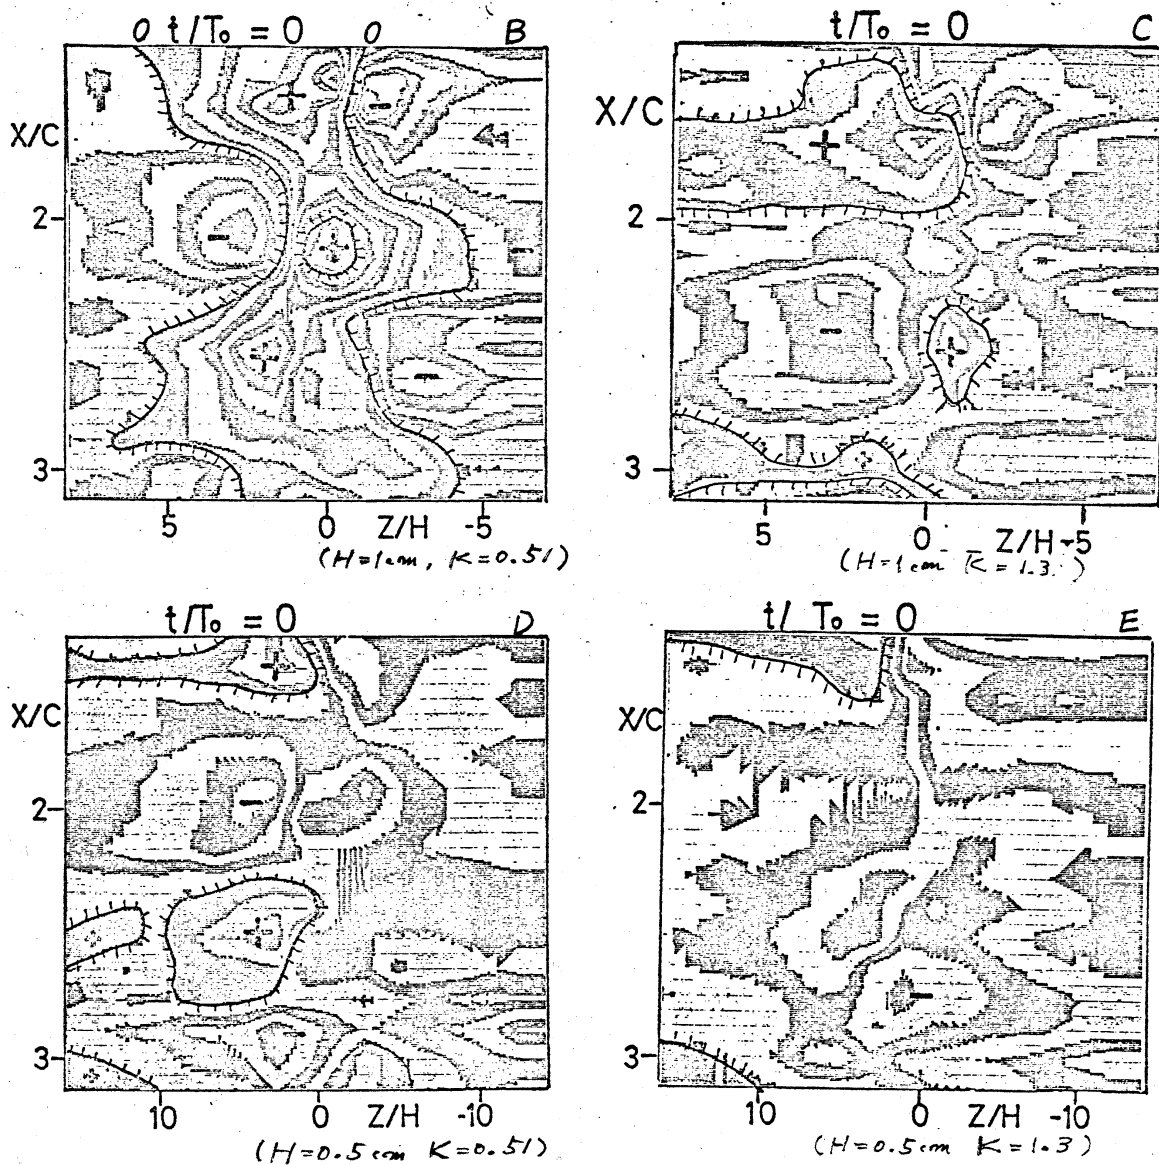 0 t/T₀ = 0 0 B
X/C
2
3
5 0 Z/H -5
(H=1cm, K=0.51)
t/T₀ = 0 C
X/C
2
3
5 0 Z/H -5
(H=1cm K=1.3)
t/T₀ = 0 D
X/C
2
3
10 0 Z/H -10
(H=0.5cm K=0.51)
t/T₀ = 0 E
X/C
2
3
10 0 Z/H -10
(H=0.5cm K=1.3)